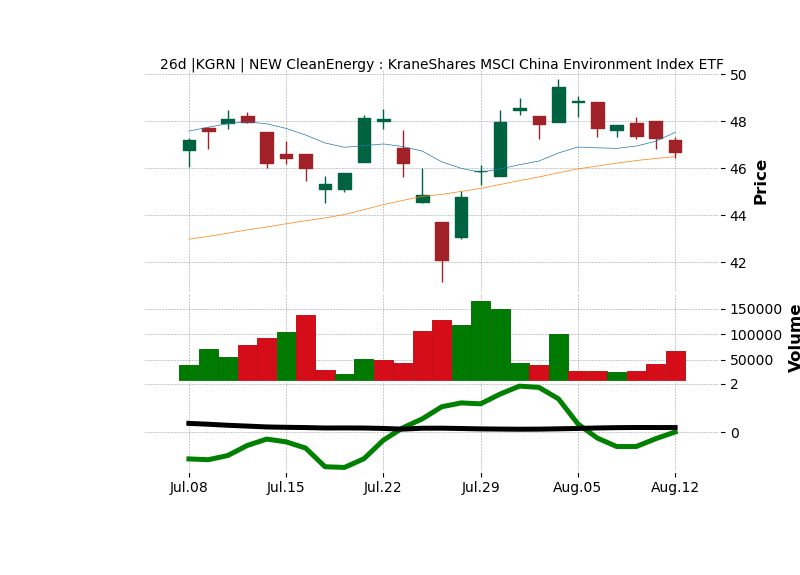 26d |KGRN | NEW CleanEnergy : KraneShares MSCI China Environment Index ETF
50
48
46
44
42
Price
150000
100000
50000
Volume
2
0
Jul.08 Jul.15 Jul.22 Jul.29 Aug.05 Aug.12